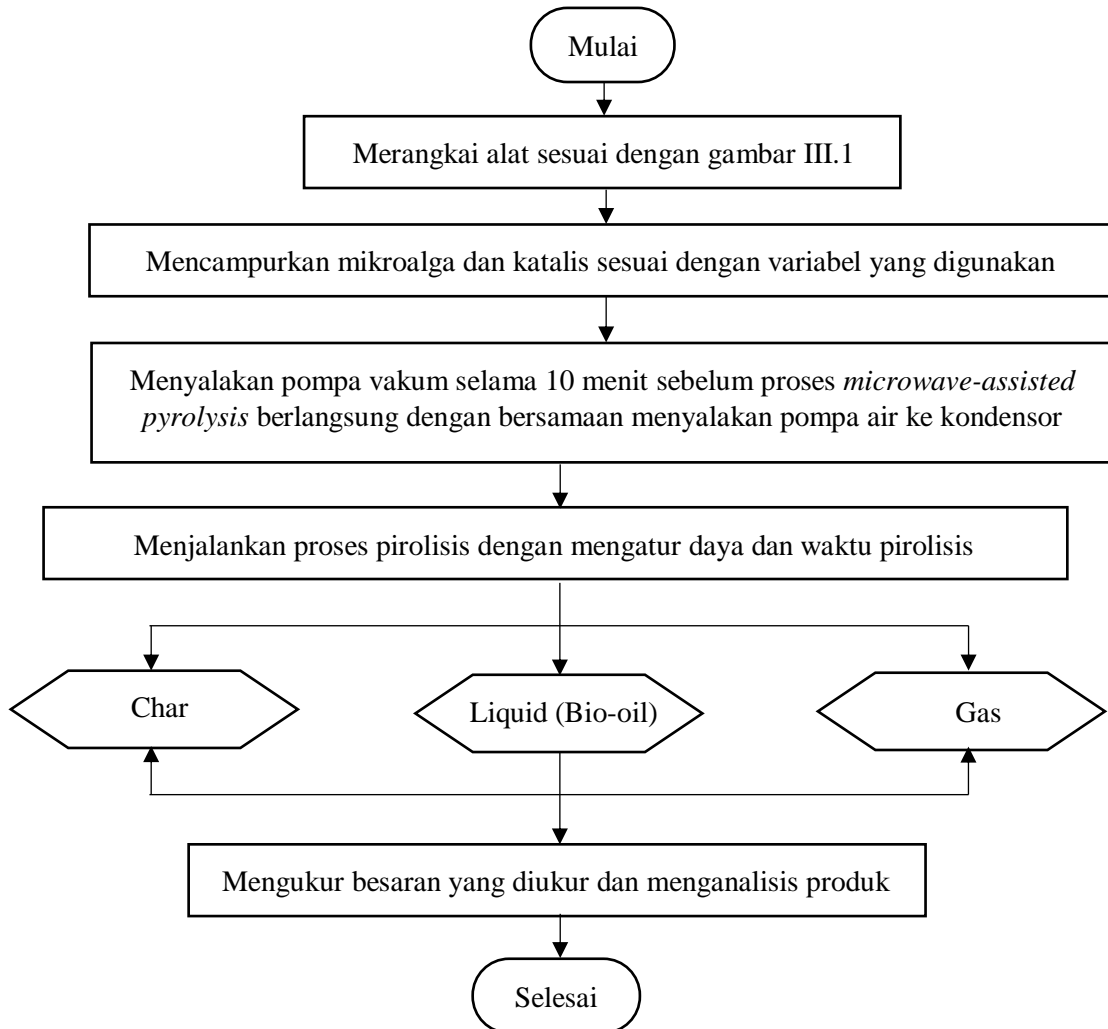 Mulai
Merangkai alat sesuai dengan gambar III.1
Mencampurkan mikroalga dan katalis sesuai dengan variabel yang digunakan
Menyalakan pompa vakum selama 10 menit sebelum proses microwave-assisted
pyrolysis berlangsung dengan bersamaan menyalakan pompa air ke kondensor
Menjalankan proses pirolisis dengan mengatur daya dan waktu pirolisis
Char
Liquid (Bio-oil)
Gas
Mengukur besaran yang diukur dan menganalisis produk
Selesai